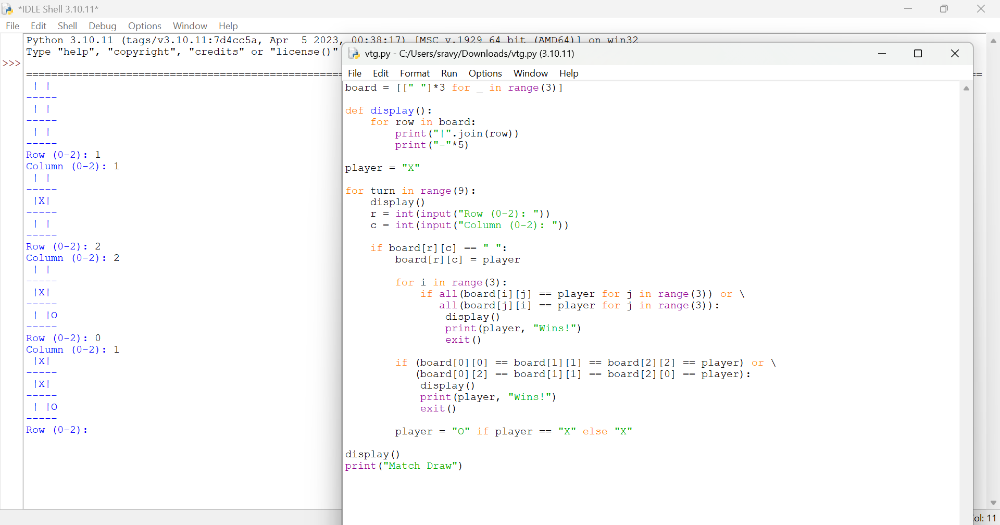 *IDLE Shell 3.10.11*
File Edit Shell Debug Options Window Help
Python 3.10.11 (tags/v3.10.11:7d4cc5a, Apr  5 2023, 00:38:17) [MSC v.1929 64 bit (AMD64)] on win32
Type "help", "copyright", "credits" or "license()"
>>>
=====================================================
 | |
-----
 | |
-----
 | |
-----
Row (0-2): 1
Column (0-2): 1
 | |
-----
 |X|
-----
 | |
-----
Row (0-2): 2
Column (0-2): 2
 | |
-----
 |X|
-----
 | |O
-----
Row (0-2): 0
Column (0-2): 1
 |X|
-----
 |X|
-----
 | |O
-----
Row (0-2):
vtg.py - C:/Users/sravy/Downloads/vtg.py (3.10.11)
File Edit Format Run Options Window Help
board = [[" "]*3 for _ in range(3)]

def display():
    for row in board:
        print("|".join(row))
        print("-"*5)

player = "X"

for turn in range(9):
    display()
    r = int(input("Row (0-2): "))
    c = int(input("Column (0-2): "))

    if board[r][c] == " ":
        board[r][c] = player

        for i in range(3):
            if all(board[i][j] == player for j in range(3)) or \
               all(board[j][i] == player for j in range(3)):
                display()
                print(player, "Wins!")
                exit()

        if (board[0][0] == board[1][1] == board[2][2] == player) or \
           (board[0][2] == board[1][1] == board[2][0] == player):
            display()
            print(player, "Wins!")
            exit()

        player = "O" if player == "X" else "X"

display()
print("Match Draw")
ol: 11